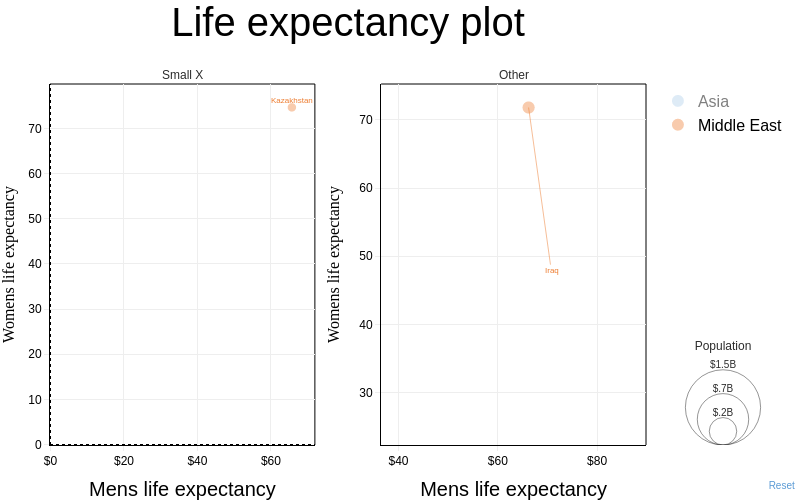 Life expectancy plot
Small X
Other
Kazakhstan
Iraq
Asia
Middle East
Womens life expectancy
70
60
50
40
30
20
10
0
$0 $20 $40 $60
Mens life expectancy
Womens life expectancy
70
60
50
40
30
$40 $60 $80
Mens life expectancy
Population
$1.5B
$.7B
$.2B
Reset